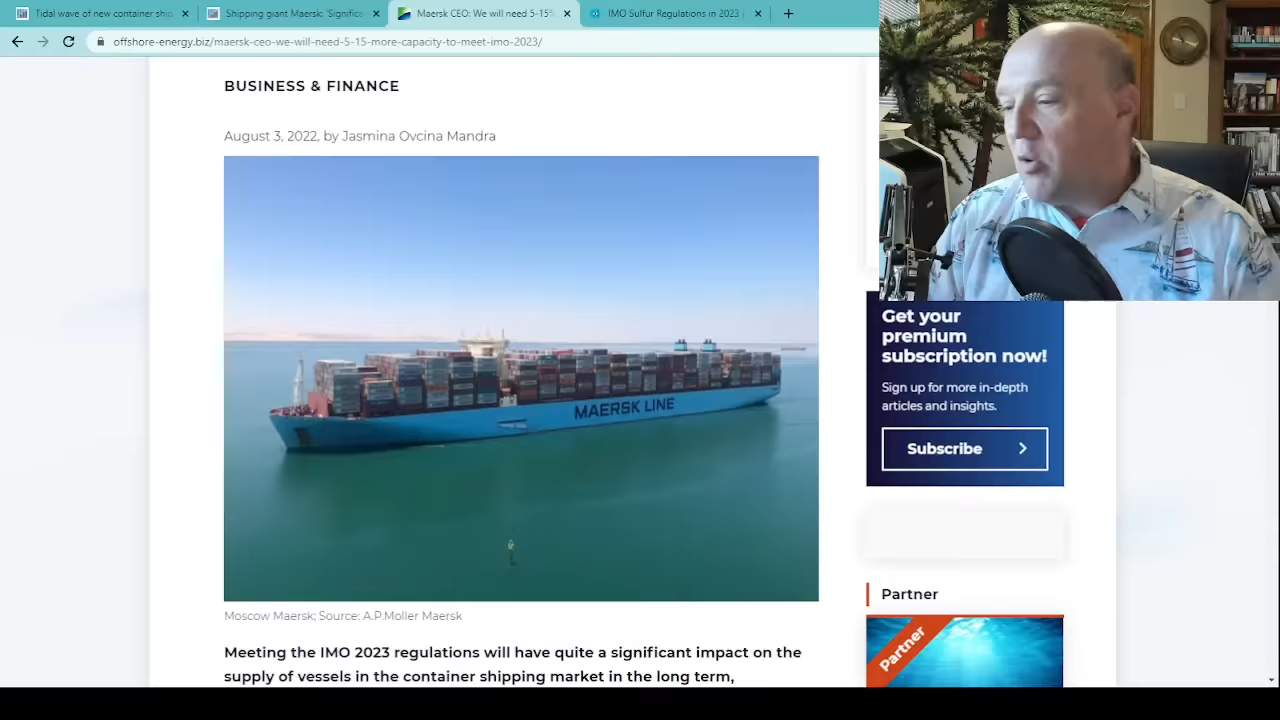 Tidal wave of new container ship
Shipping giant Maersk: 'Significa
Maersk CEO: We will need 5-15%
IMO Sulfur Regulations in 2023 |
offshore-energy.biz/maersk-ceo-we-will-need-5-15-more-capacity-to-meet-imo-2023/
BUSINESS & FINANCE
August 3, 2022, by Jasmina Ovcina Mandra
MAERSK LINE
Moscow Maersk; Source: A.P.Moller Maersk
Meeting the IMO 2023 regulations will have quite a significant impact on the
supply of vessels in the container shipping market in the long term,
Get your
premium
subscription now!
Sign up for more in-depth
articles and insights.
Subscribe
Partner
Partner